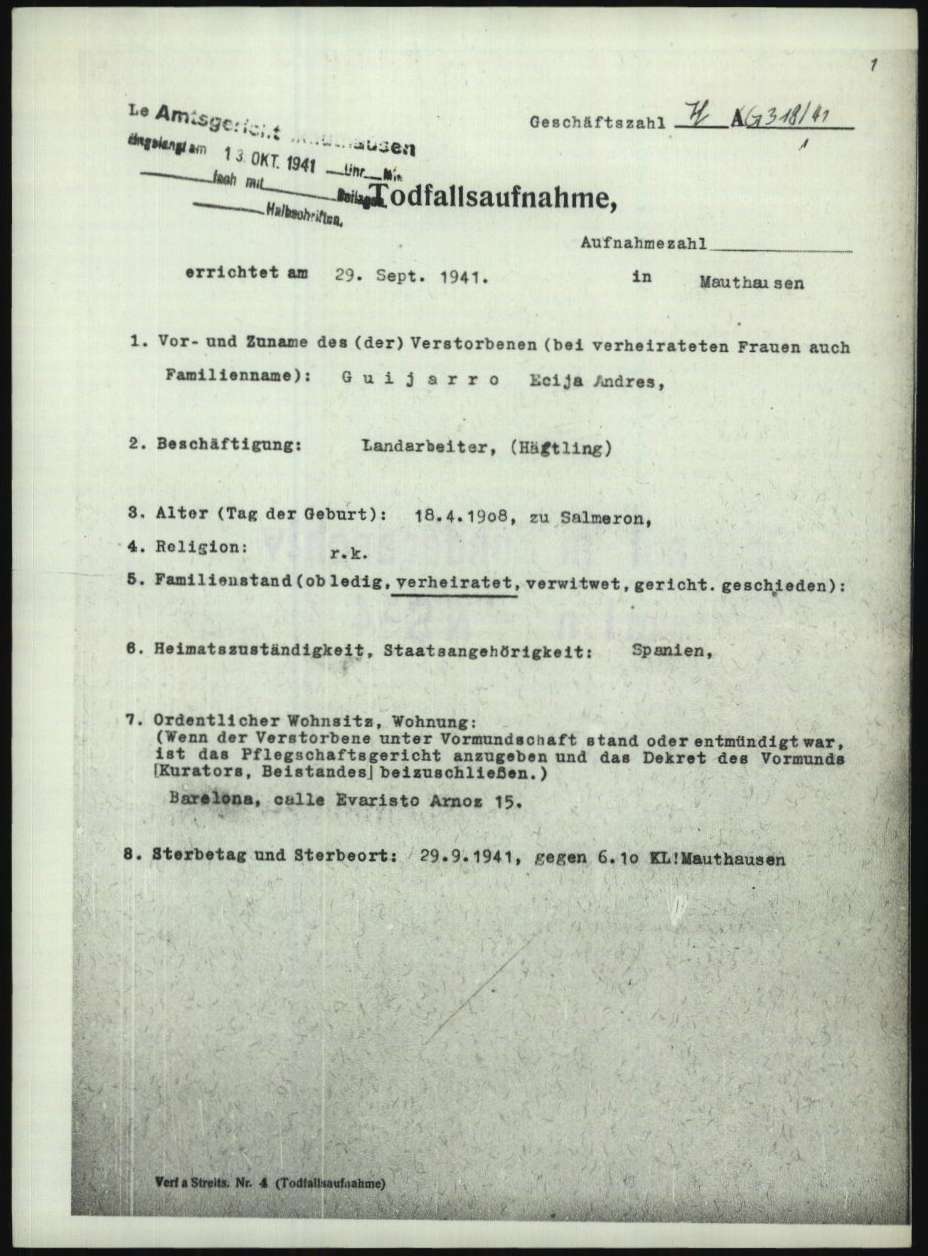 1
Le Amtsgericht Mauthausen
Geschäftszahl A G 318/41
1
eingelangt am 13. OKT. 1941 Uhr Min.
fach mit Beilagen
Halbschriften.
Todfallsaufnahme,
Aufnahmezahl
errichtet am 29. Sept. 1941. in Mauthausen
1. Vor- und Zuname des (der) Verstorbenen (bei verheirateten Frauen auch
Familienname): G u i j a r r o Ecija Andres,
2. Beschäftigung: Landarbeiter, (Häftling)
3. Alter (Tag der Geburt): 18.4.19o8, zu Salmeron,
4. Religion: r.k.
5. Familienstand (ob ledig, verheiratet, verwitwet, gericht. geschieden):
6. Heimatszuständigkeit, Staatsangehörigkeit: Spanien,
7. Ordentlicher Wohnsitz, Wohnung:
(Wenn der Verstorbene unter Vormundschaft stand oder entmündigt war,
ist das Pflegschaftsgericht anzugeben und das Dekret des Vormunds
[Kurators, Beistandes] beizuschließen.)
Barelona, calle Evaristo Arnoz 15.
8. Sterbetag und Sterbeort: 29.9.1941, gegen 6.1o KL!Mauthausen
Verf a Streits. Nr. 4 (Todfallsaufnahme)